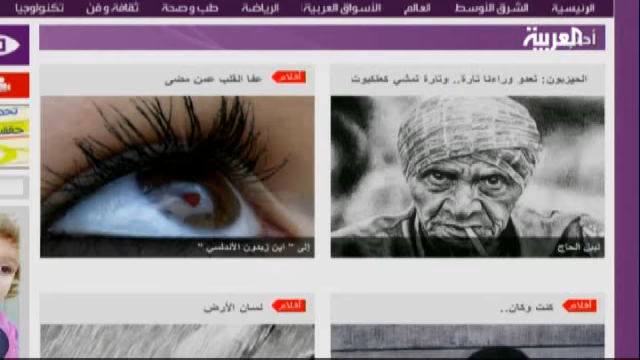 الرئيسية الشرق الأوسط العالم الأسواق العربية الرياضة طب وصحة ثقافة وفن تكنولوجيا
العربية
الحيزبون: تعدو وراءنا تارة.. وتارة تمشي كعنكبوت
أقلام
عفا القلب عمن مضى
نبيل الحاج
إلى " ابن زيدون الأندلسي "
أقلام
كنت وكان..
أقلام
لسان الأرض